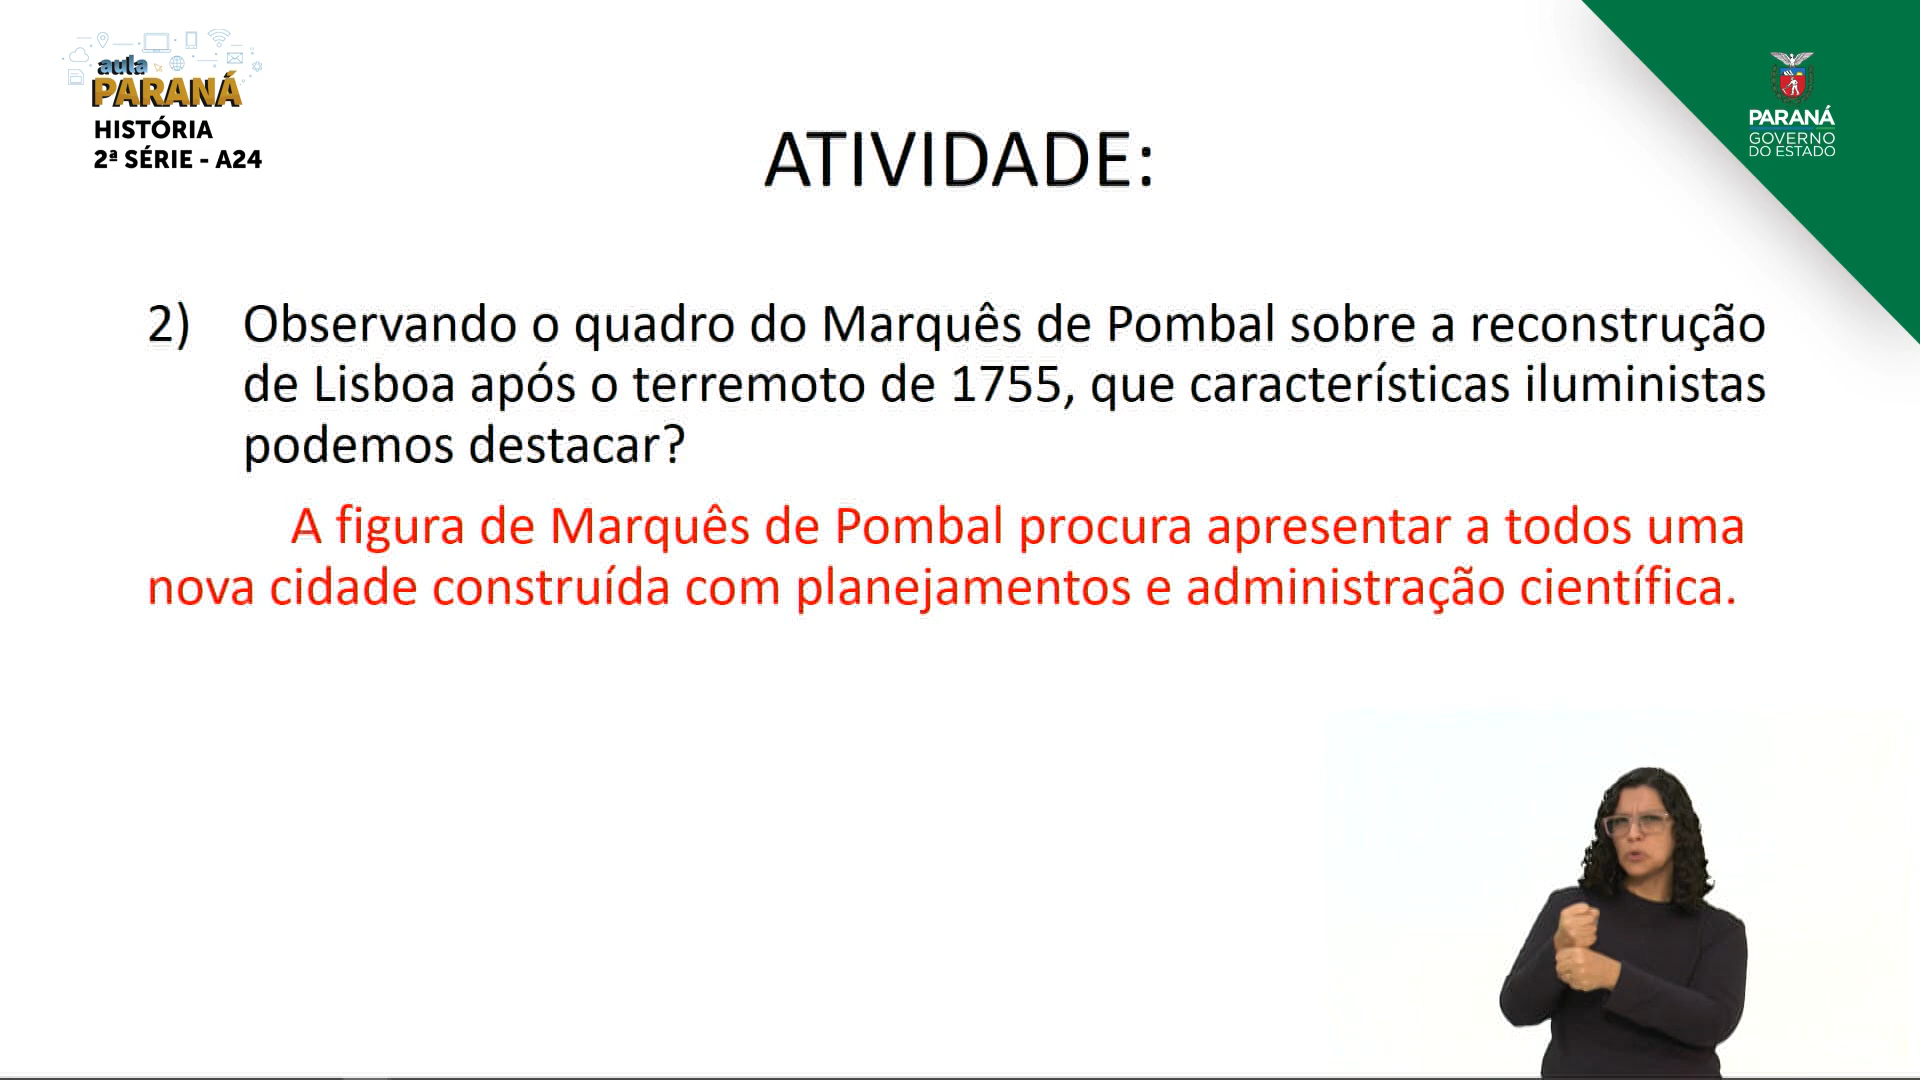 aula
PARANÁ
HISTÓRIA
2ª SÉRIE - A24
PARANÁ
GOVERNO
DO ESTADO
ATIVIDADE:
2) Observando o quadro do Marquês de Pombal sobre a reconstrução
de Lisboa após o terremoto de 1755, que características iluministas
podemos destacar?
A figura de Marquês de Pombal procura apresentar a todos uma
nova cidade construída com planejamentos e administração científica.